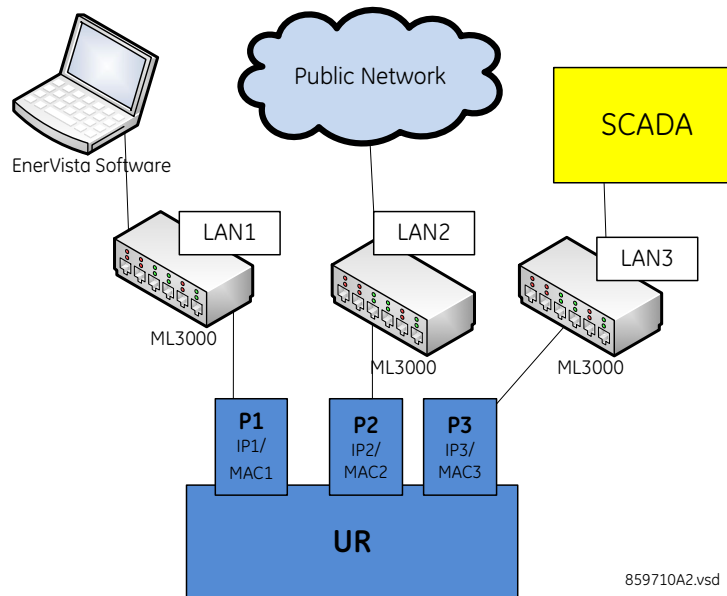 Public Network
SCADA
EnerVista Software
LAN1
LAN2
LAN3
ML3000
ML3000
ML3000
P1
IP1/
MAC1
P2
IP2/
MAC2
P3
IP3/
MAC3
UR
859710A2.vsd